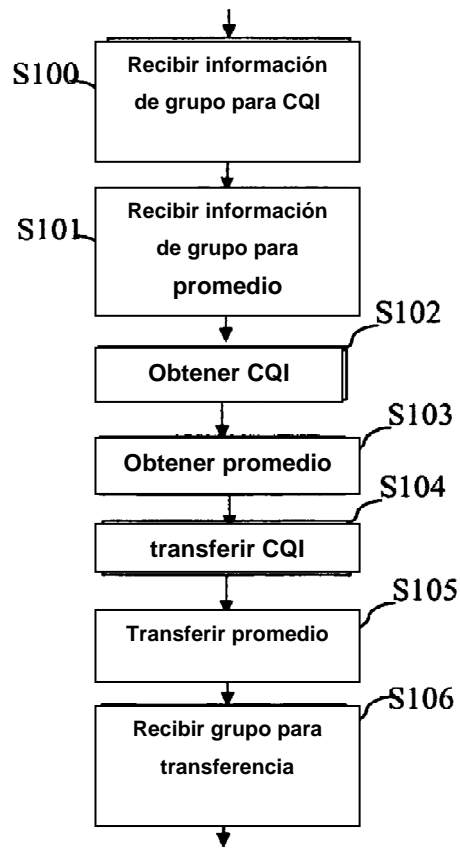 S100
Recibir información
de grupo para CQI
S101
Recibir información
de grupo para
promedio
S102
Obtener CQI
S103
Obtener promedio
S104
transferir CQI
S105
Transferir promedio
S106
Recibir grupo para
transferencia